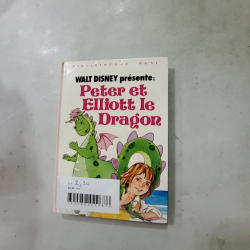 BIBLIOTHÈQUE ROSE
WALT DISNEY présente:
Peter et
Elliott le
Dragon